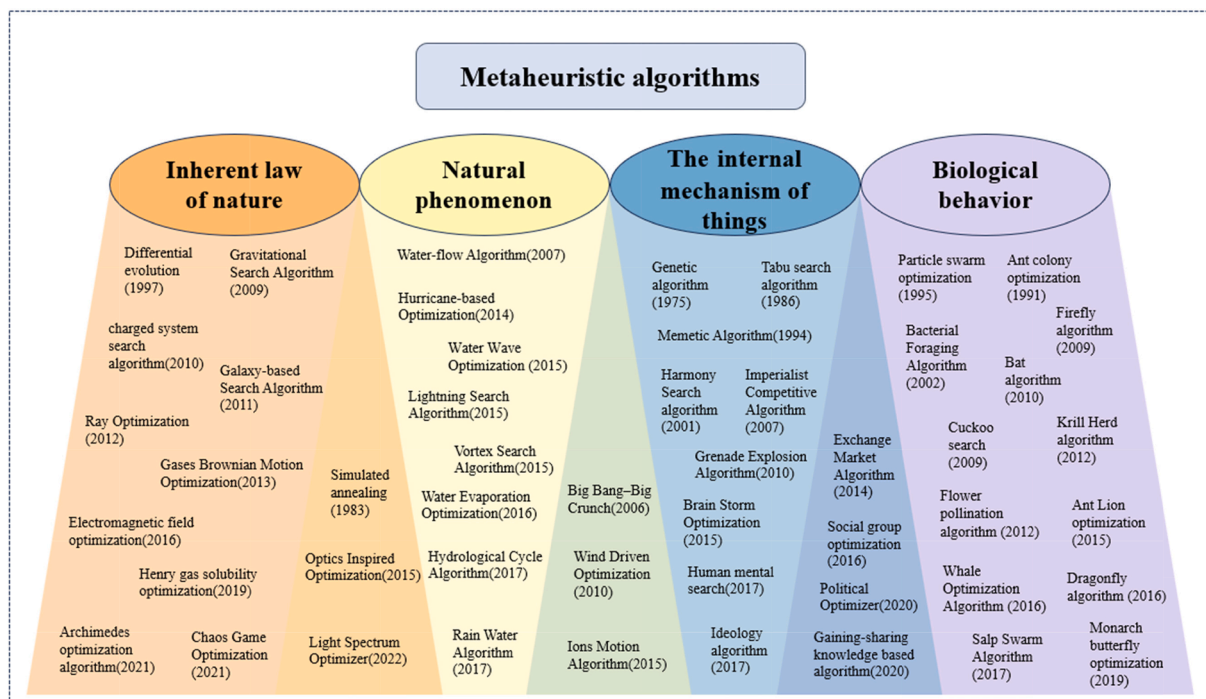 Metaheuristic algorithms
Inherent law
of nature
Natural
phenomenon
The internal
mechanism of
things
Biological
behavior
Differential
evolution
(1997)
Gravitational
Search Algorithm
(2009)
charged system
search
algorithm(2010)
Galaxy-based
Search Algorithm
(2011)
Ray Optimization
(2012)
Gases Brownian Motion
Optimization(2013)
Electromagnetic field
optimization(2016)
Henry gas solubility
optimization(2019)
Archimedes
optimization
algorithm(2021)
Chaos Game
Optimization
(2021)
Simulated
annealing
(1983)
Optics Inspired
Optimization(2015)
Light Spectrum
Optimizer(2022)
Water-flow Algorithm(2007)
Hurricane-based
Optimization(2014)
Water Wave
Optimization (2015)
Lightning Search
Algorithm(2015)
Vortex Search
Algorithm(2015)
Water Evaporation
Optimization(2016)
Hydrological Cycle
Algorithm(2017)
Rain Water
Algorithm
(2017)
Big Bang–Big
Crunch(2006)
Wind Driven
Optimization
(2010)
Ions Motion
Algorithm(2015)
Genetic
algorithm
(1975)
Tabu search
algorithm
(1986)
Memetic Algorithm(1994)
Harmony
Search
algorithm
(2001)
Imperialist
Competitive
Algorithm
(2007)
Grenade Explosion
Algorithm(2010)
Brain Storm
Optimization
(2015)
Human mental
search(2017)
Ideology
algorithm
(2017)
Exchange
Market
Algorithm
(2014)
Social group
optimization
(2016)
Political
Optimizer(2020)
Gaining-sharing
knowledge based
algorithm(2020)
Particle swarm
optimization
(1995)
Ant colony
optimization
(1991)
Firefly
algorithm
(2009)
Bacterial
Foraging
Algorithm
(2002)
Bat
algorithm
(2010)
Cuckoo
search
(2009)
Krill Herd
algorithm
(2012)
Flower
pollination
algorithm (2012)
Ant Lion
optimization
(2015)
Whale
Optimization
Algorithm (2016)
Dragonfly
algorithm (2016)
Salp Swarm
Algorithm
(2017)
Monarch
butterfly
optimization
(2019)